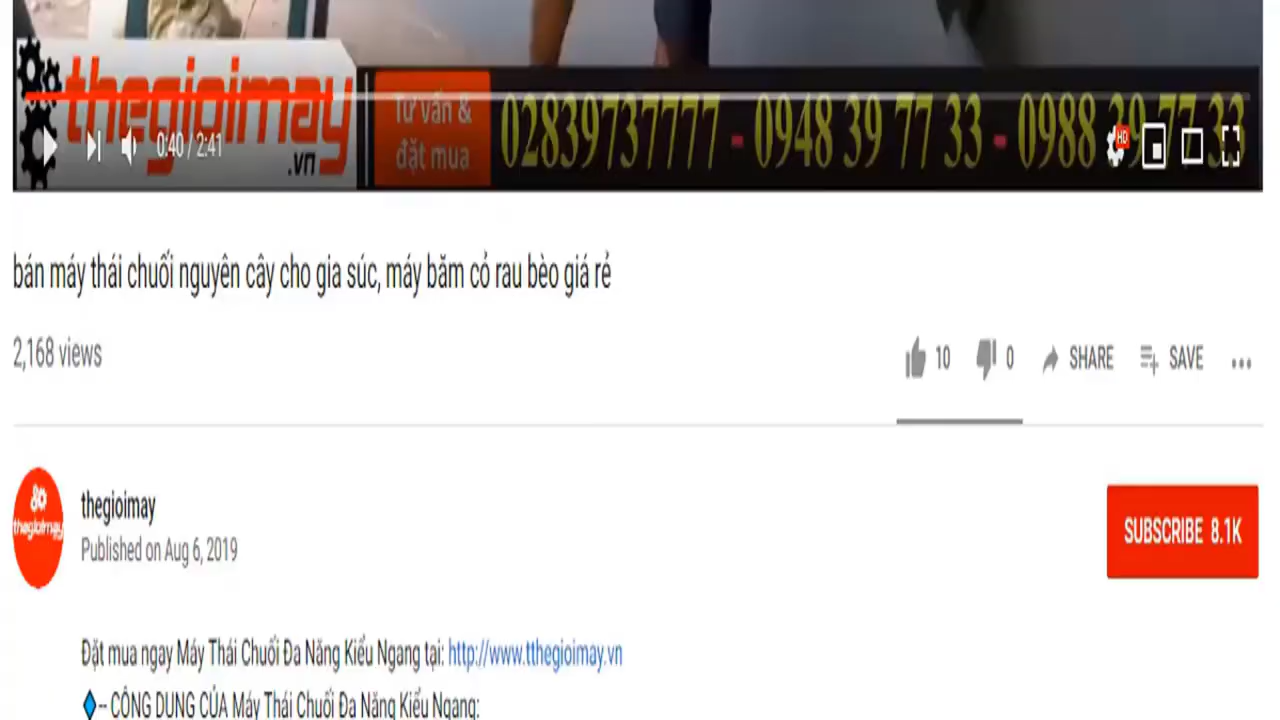 thegioimay
.vn
Tư vấn &
đặt mua
02839737777 - 0948 39 77 33 - 0988 39 77 33
HD
0:40 / 2:41
bán máy thái chuối nguyên cây cho gia súc, máy băm cỏ rau bèo giá rẻ
2,168 views
10 0 SHARE SAVE
thegioimay
thegioimay
Published on Aug 6, 2019
SUBSCRIBE 8.1K
Đặt mua ngay Máy Thái Chuối Đa Năng Kiểu Ngang tại: http://www.tthegioimay.vn
-- CÔNG DỤNG CỦA Máy Thái Chuối Đa Năng Kiểu Ngang: